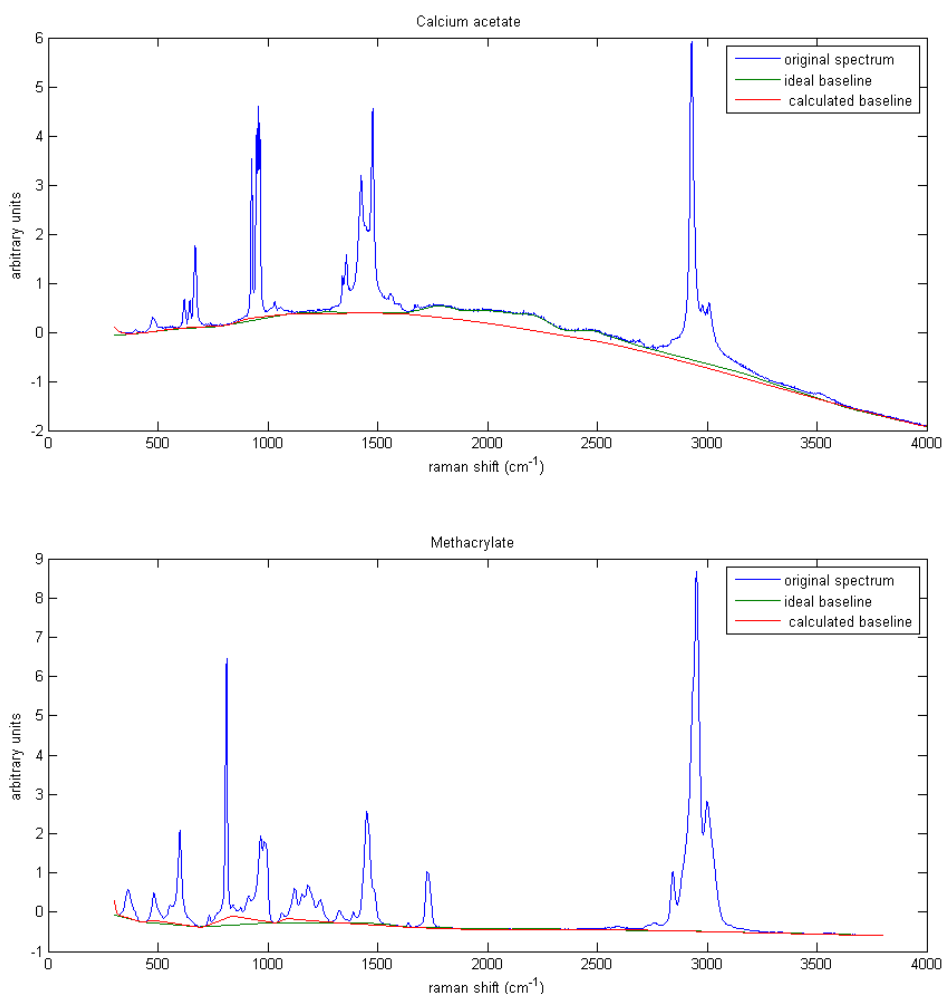 Calcium acetate
6
5
4
3
2
1
0
-1
-2
arbitrary units
original spectrum
ideal baseline
calculated baseline
0 500 1000 1500 2000 2500 3000 3500 4000
raman shift (cm-1)
Methacrylate
9
8
7
6
5
4
3
2
1
0
-1
arbitrary units
original spectrum
ideal baseline
calculated baseline
0 500 1000 1500 2000 2500 3000 3500 4000
raman shift (cm-1)